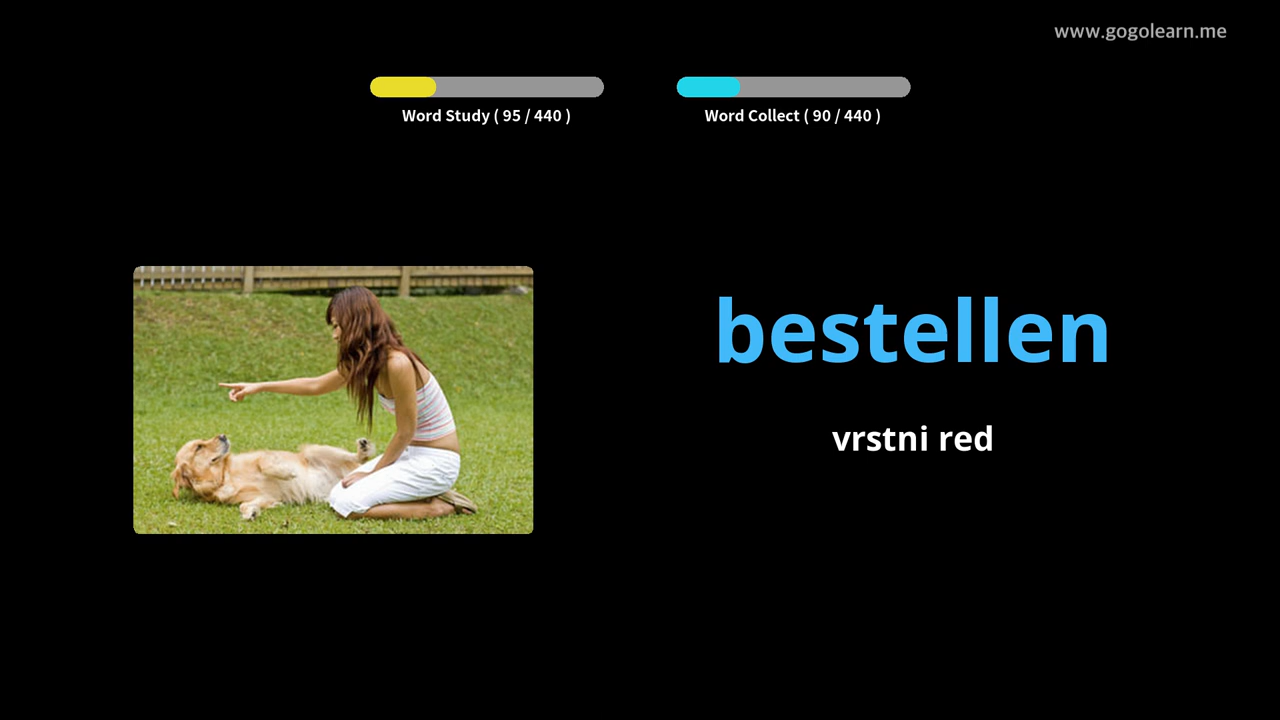 www.gogolearn.me
Word Study ( 95 / 440 )
Word Collect ( 90 / 440 )
bestellen
vrstni red